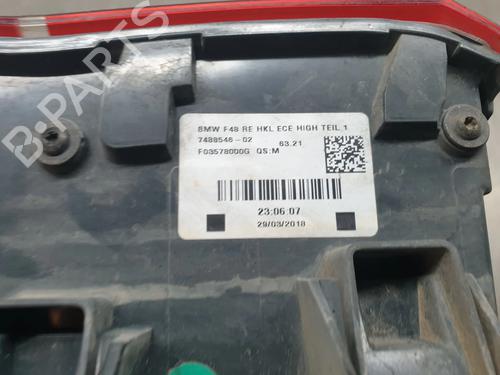 B-PARTS
BMW F48 RE HKL ECE HIGH TEIL 1
7488546-02 63.21
F03578000G QS:M
23:06:07
29/03/2018